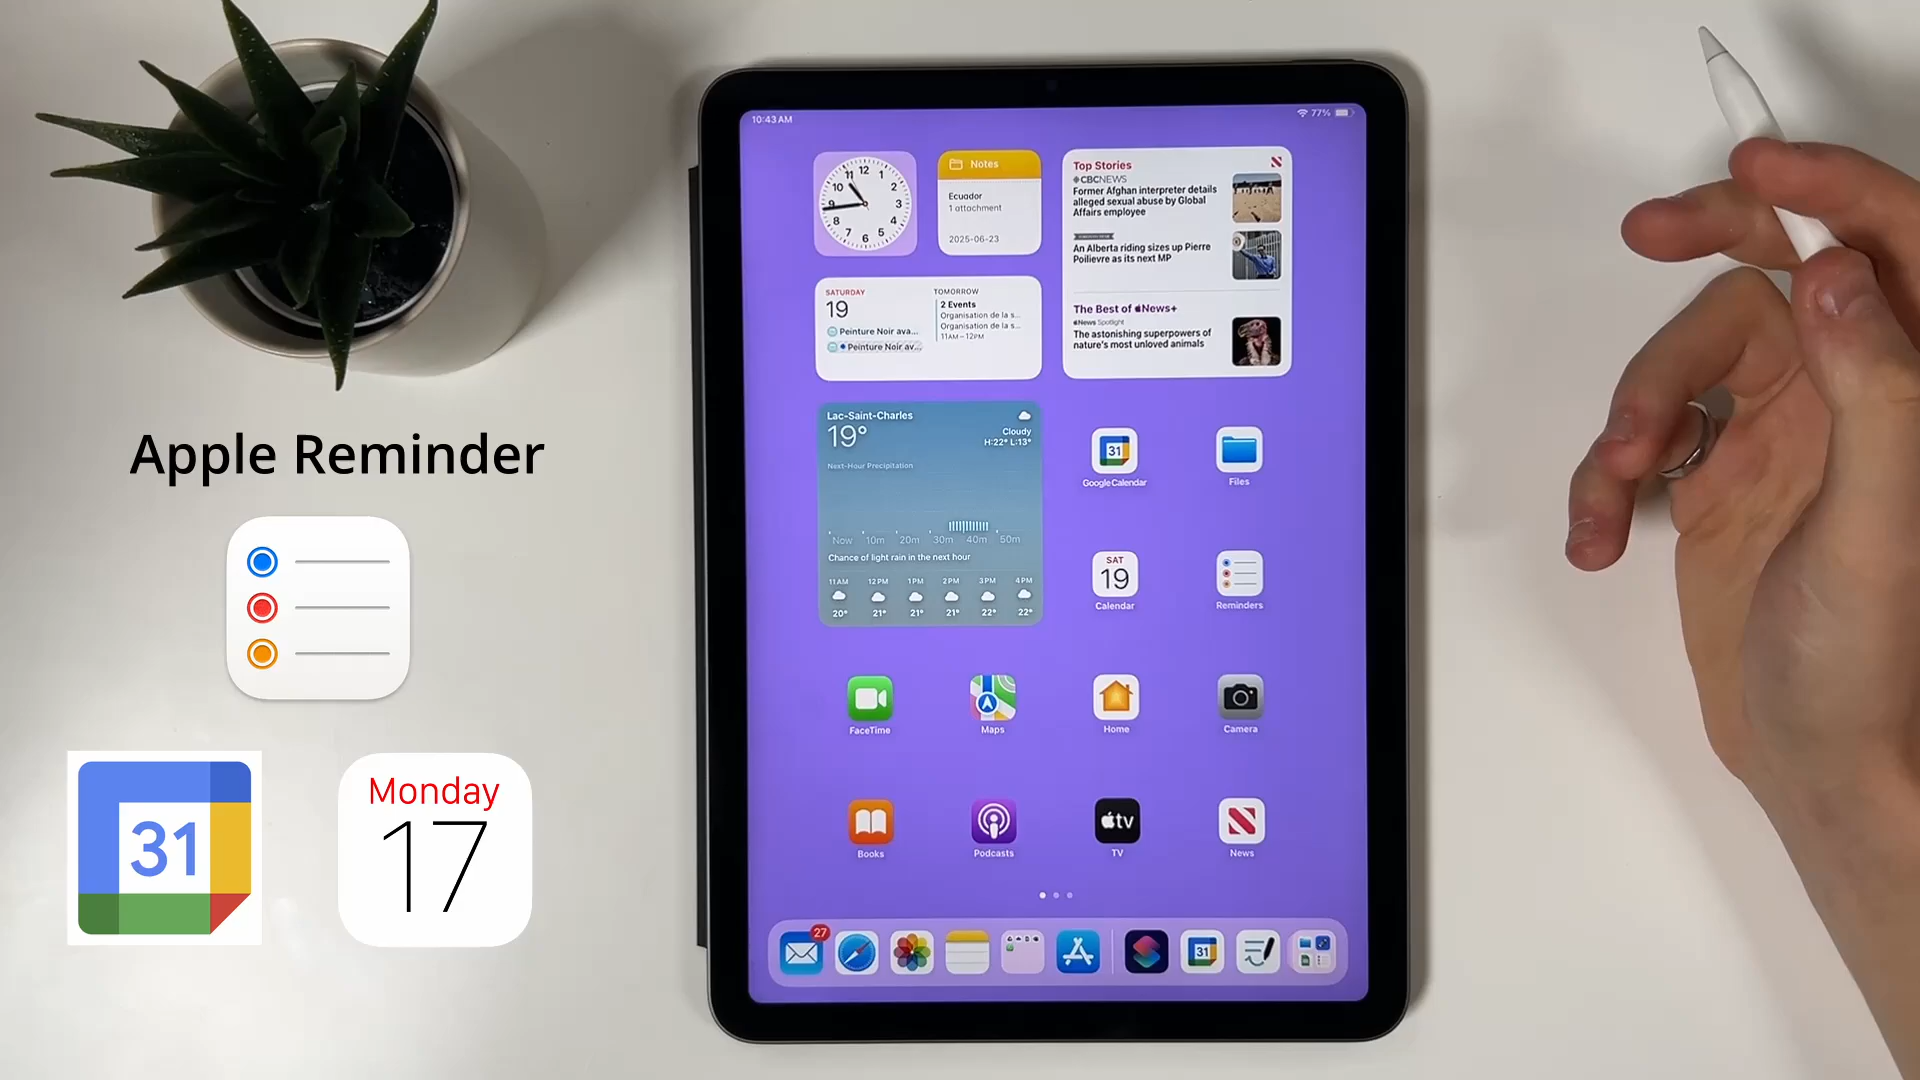 Apple Reminder
31
Monday
17
10:43 AM
77%
12
1
2
3
4
5
6
7
8
9
10
11
Notes
Ecuador
1 attachment
2025-06-23
Top Stories
CBCNEWS
Former Afghan interpreter details
alleged sexual abuse by Global
Affairs employee
An Alberta riding sizes up Pierre
Poilievre as its next MP
The Best of News+
News Spotlight
The astonishing superpowers of
nature's most unloved animals
SATURDAY
19
Peinture Noir ava...
Peinture Noir av...
TOMORROW
2 Events
Organisation de la s...
Organisation de la s...
11AM–12PM
Lac-Saint-Charles
19°
Cloudy
H:22° L:13°
Next-Hour Precipitation
Now 10m 20m 30m 40m 50m
Chance of light rain in the next hour
11AM 12PM 1PM 2PM 3PM 4PM
20° 21° 21° 21° 22° 22°
31
Google Calendar
Files
SAT
19
Calendar
Reminders
FaceTime
Maps
Home
Camera
Books
Podcasts
tv
TV
News
27
31